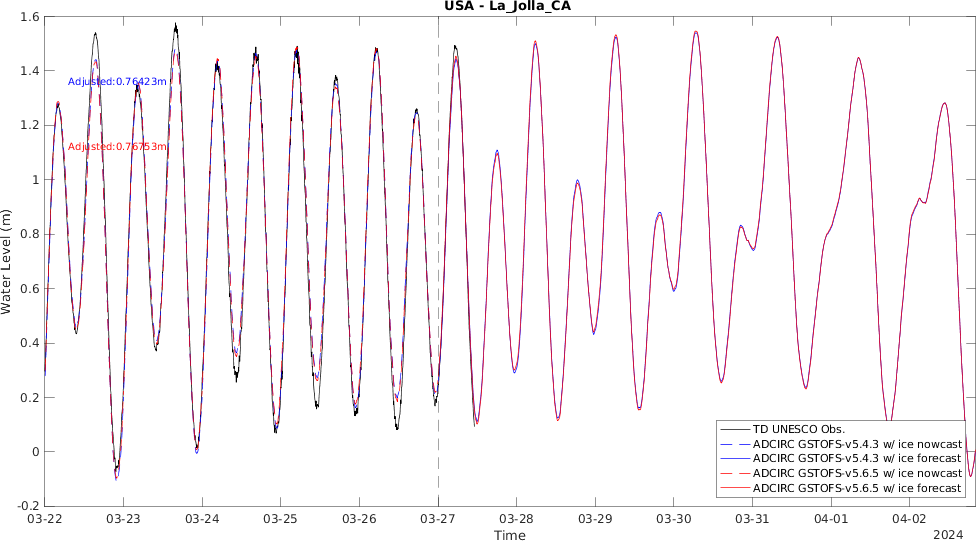 USA - La_Jolla_CA
1.6
1.4
Adjusted:0.76423m
1.2
Adjusted:0.76753m
1
0.8
Water Level (m)
0.6
0.4
0.2
0
-0.2
TD UNESCO Obs.
ADCIRC GSTOFS-v5.4.3 w/ ice nowcast
ADCIRC GSTOFS-v5.4.3 w/ ice forecast
ADCIRC GSTOFS-v5.6.5 w/ ice nowcast
ADCIRC GSTOFS-v5.6.5 w/ ice forecast
03-22 03-23 03-24 03-25 03-26 03-27 03-28 03-29 03-30 03-31 04-01 04-02
Time
2024